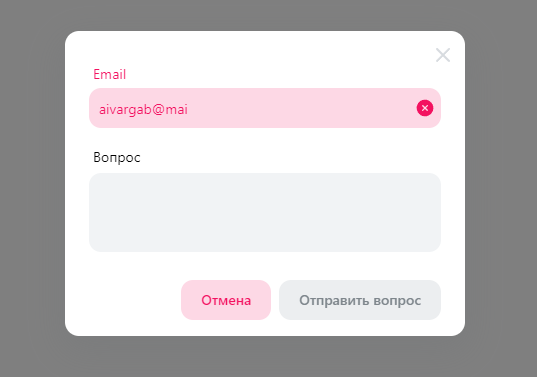 Email
aivargab@mai
Вопрос
Отмена
Отправить вопрос